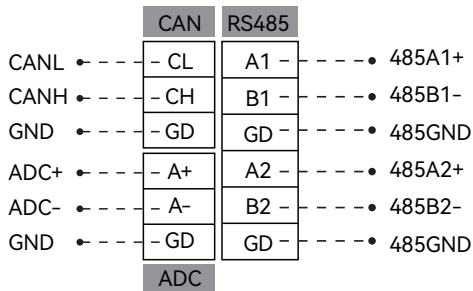 CAN RS485
CANL CL A1 485A1+
CANH CH B1 485B1-
GND GD GD 485GND
ADC+ A+ A2 485A2+
ADC- A- B2 485B2-
GND GD GD 485GND
ADC